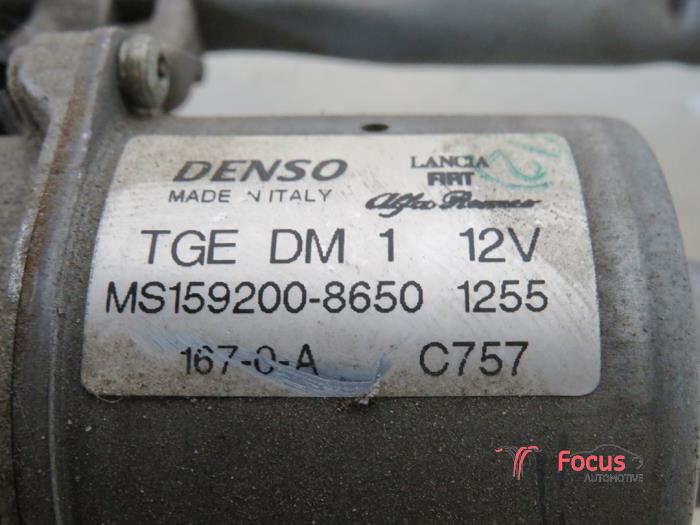 DENSO LANCIA
FIAT
MADE IN ITALY Alfa Romeo
TGE DM 1 12V
MS159200-8650 1255
167-0-A C757
Focus
AUTOMOTIVE